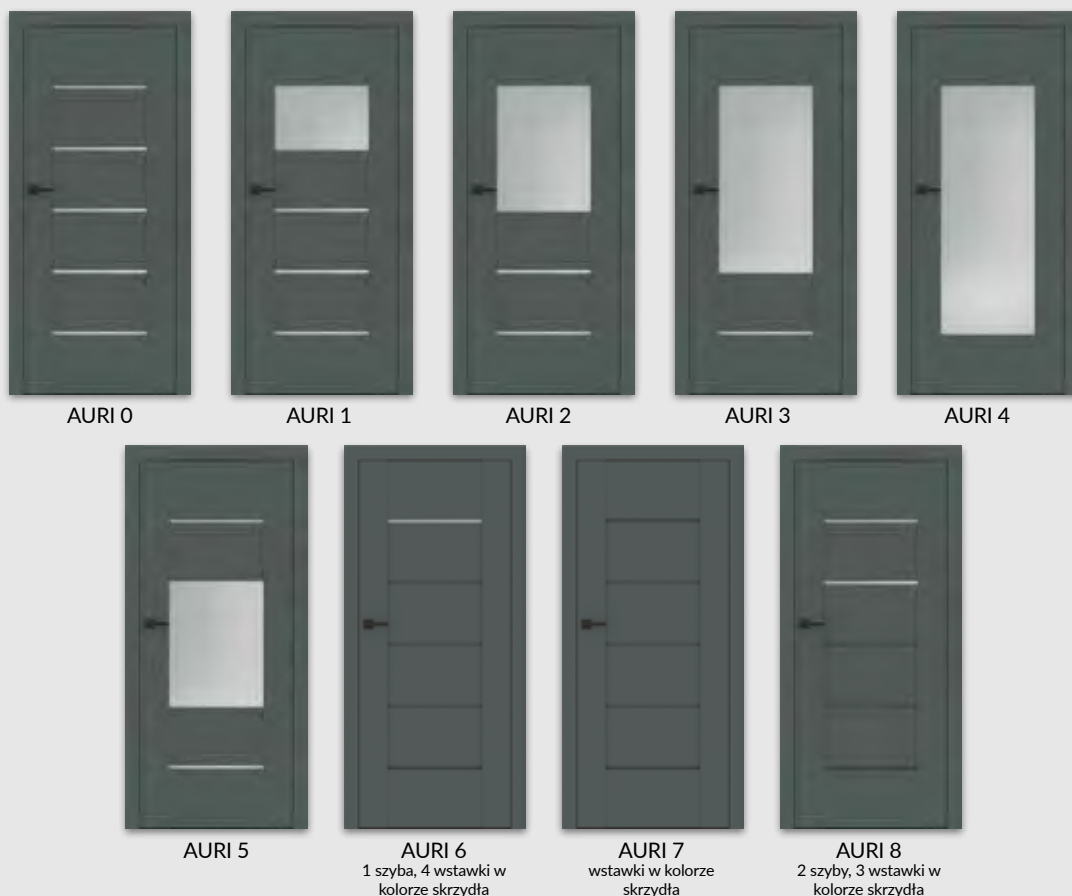 AURI 0
AURI 1
AURI 2
AURI 3
AURI 4
AURI 5
AURI 6
1 szyba, 4 wstawki w
kolorze skrzydła
AURI 7
wstawki w kolorze
skrzydła
AURI 8
2 szyby, 3 wstawki w
kolorze skrzydła